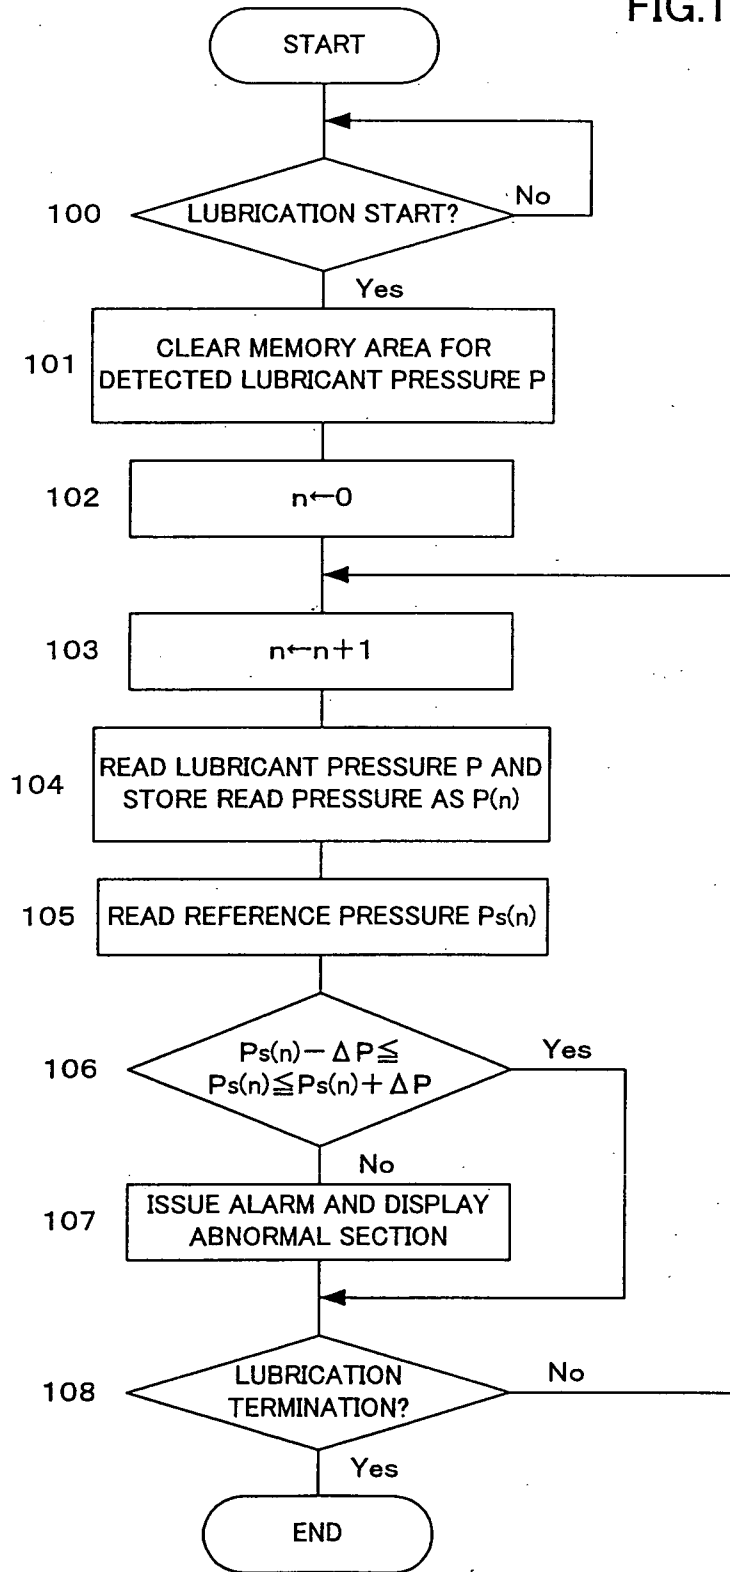 FIG.1
START
100
LUBRICATION START?
No
Yes
101
CLEAR MEMORY AREA FOR
DETECTED LUBRICANT PRESSURE P
102
n←0
103
n←n+1
104
READ LUBRICANT PRESSURE P AND
STORE READ PRESSURE AS P(n)
105
READ REFERENCE PRESSURE Ps(n)
106
Ps(n)-ΔP≦
Ps(n)≦Ps(n)+ΔP
Yes
No
107
ISSUE ALARM AND DISPLAY
ABNORMAL SECTION
108
LUBRICATION
TERMINATION?
No
Yes
END